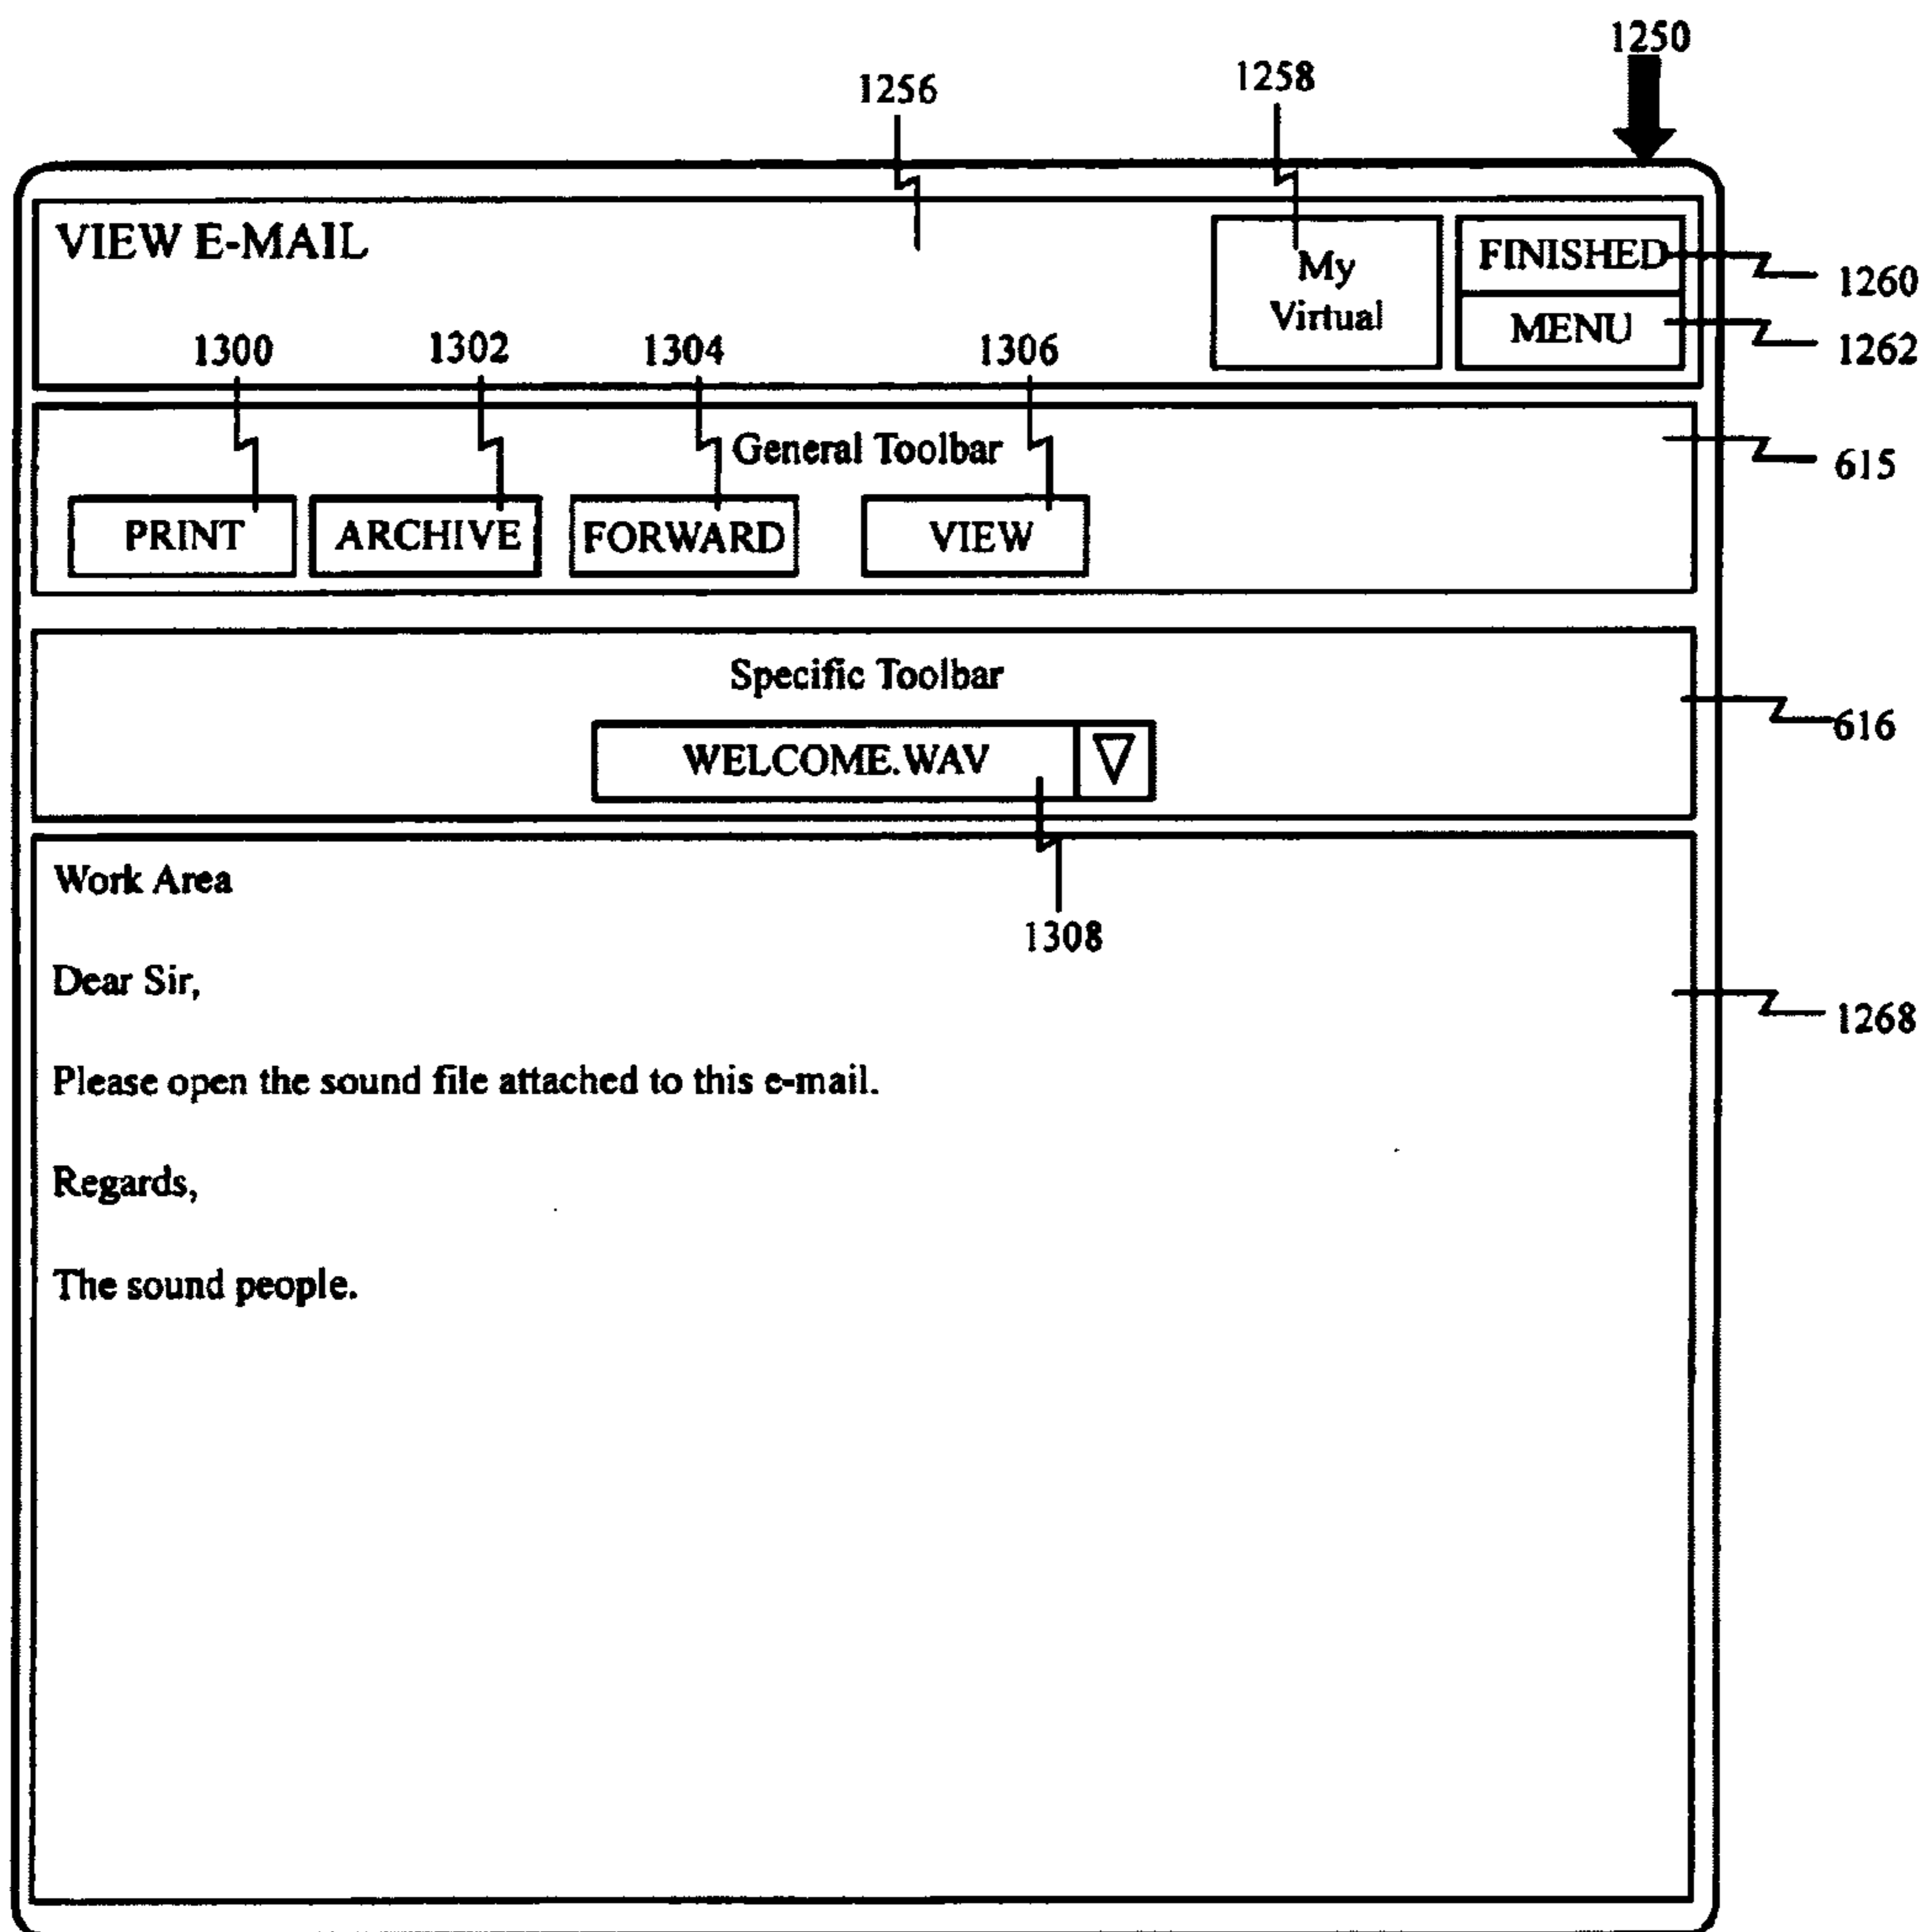 1250
1256
1258
VIEW E-MAIL
My
Virtual
FINISHED
1260
MENU
1262
1300
1302
1304
1306
General Toolbar
615
PRINT
ARCHIVE
FORWARD
VIEW
Specific Toolbar
616
WELCOME.WAV
Work Area
1308
Dear Sir,
1268
Please open the sound file attached to this e-mail.
Regards,
The sound people.